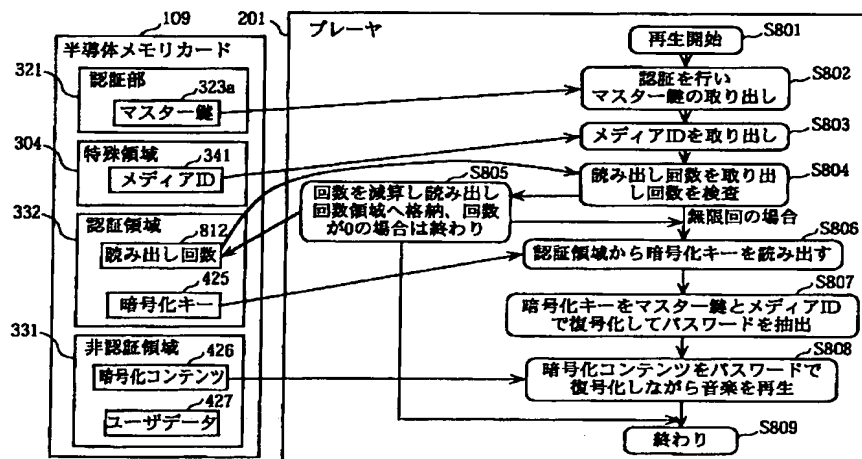 109
201
半導体メモリカード
プレーヤ
再生開始
S801
321
認証部
323a
マスター鍵
認証を行い
マスター鍵の取り出し
S802
304
特殊領域
341
メディアID
メディアIDを取り出し
S803
S805
回数を減算し読み出し
回数領域へ格納、回数
が0の場合は終わり
読み出し回数を取り出
し回数を検査
S804
無限回の場合
332
認証領域
812
読み出し回数
425
暗号化キー
S806
認証領域から暗号化キーを読み出す
S807
暗号化キーをマスター鍵とメディアID
で復号化してパスワードを抽出
331
非認証領域
426
暗号化コンテンツ
427
ユーザデータ
S808
暗号化コンテンツをパスワードで
復号化しながら音楽を再生
S809
終わり